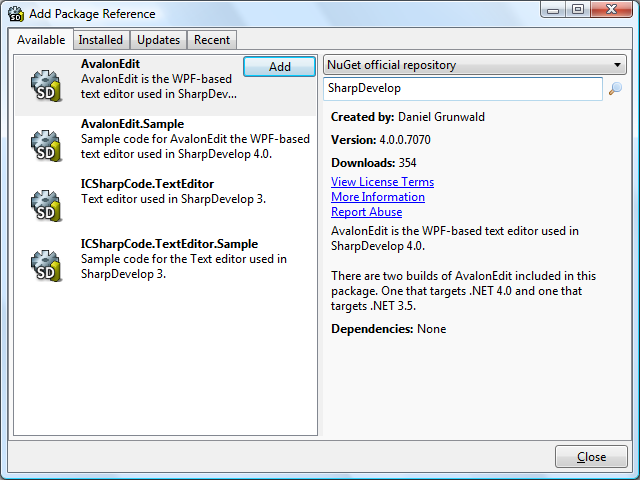 Add Package Reference
Available Installed Updates Recent
AvalonEdit
AvalonEdit is the WPF-based
text editor used in SharpDev...
Add
SD
AvalonEdit.Sample
Sample code for AvalonEdit the WPF-based
text editor used in SharpDevelop 4.0.
SD
ICSharpCode.TextEditor
Text editor used in SharpDevelop 3.
SD
ICSharpCode.TextEditor.Sample
Sample code for the Text editor used in
SharpDevelop 3.
SD
NuGet official repository
SharpDevelop
Created by: Daniel Grunwald
Version: 4.0.0.7070
Downloads: 354
View License Terms
More Information
Report Abuse
AvalonEdit is the WPF-based text editor used in
SharpDevelop 4.0.
There are two builds of AvalonEdit included in this
package. One that targets .NET 4.0 and one that
targets .NET 3.5.
Dependencies: None
Close